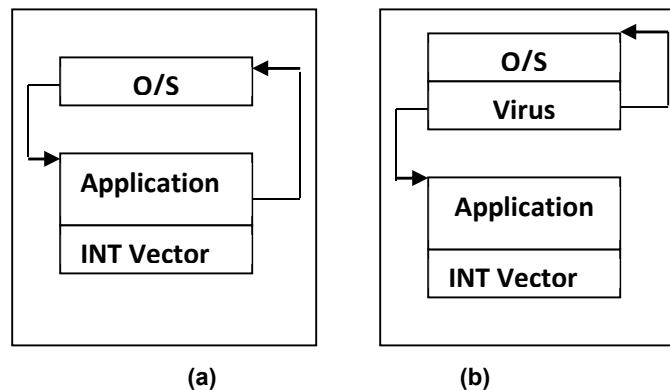 O/S
Application
INT Vector
(a)
O/S
Virus
Application
INT Vector
(b)